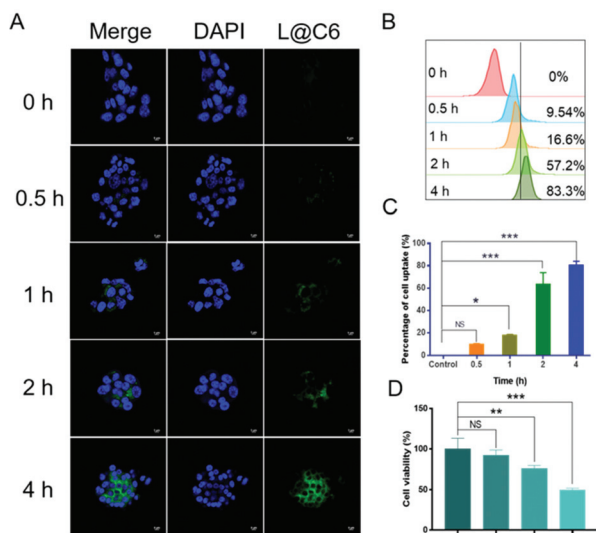 A
Merge DAPI L@C6
0 h
0.5 h
1 h
2 h
4 h
B
0 h 0%
0.5 h 9.54%
1 h 16.6%
2 h 57.2%
4 h 83.3%
C
Percentage of cell uptake (%)
100
80
60
40
20
0
NS
*
***
***
Control 0.5 1 2 4
Time (h)
D
Cell viability (%)
150
100
50
0
NS
**
***